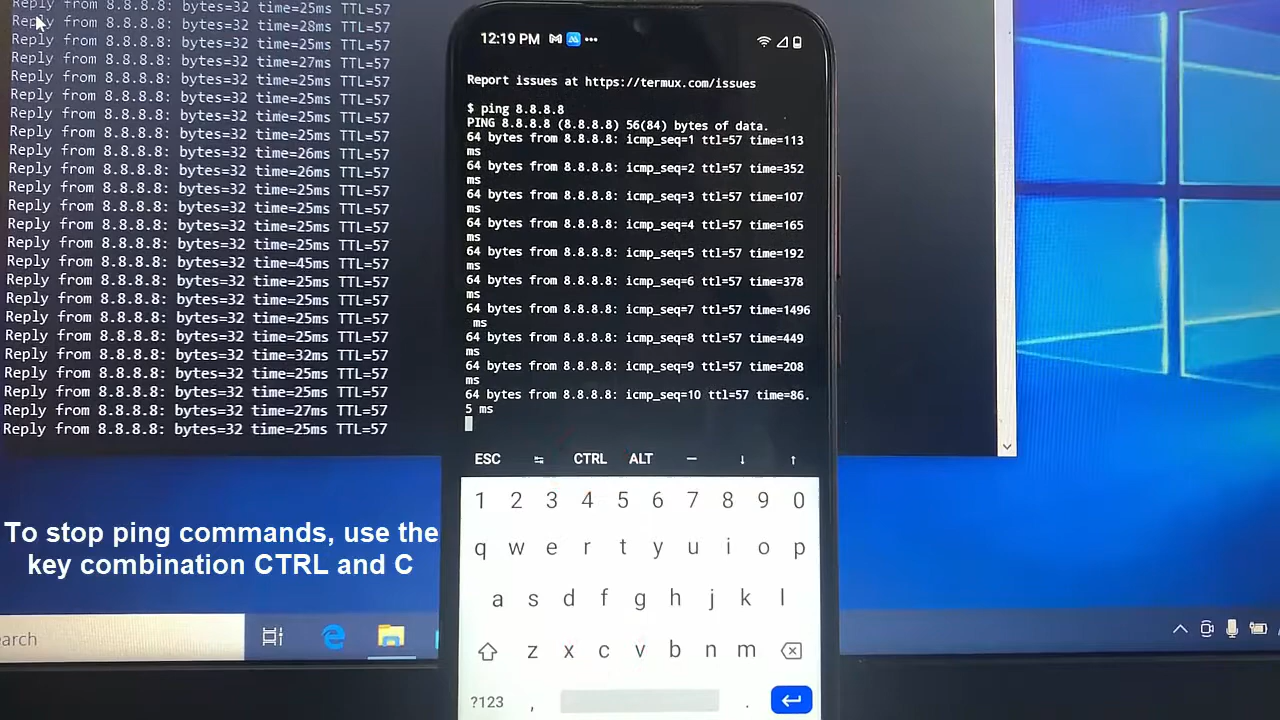 Reply from 8.8.8.8: bytes=32 time=25ms TTL=57
Reply from 8.8.8.8: bytes=32 time=28ms TTL=57
Reply from 8.8.8.8: bytes=32 time=25ms TTL=57
Reply from 8.8.8.8: bytes=32 time=27ms TTL=57
Reply from 8.8.8.8: bytes=32 time=25ms TTL=57
Reply from 8.8.8.8: bytes=32 time=25ms TTL=57
Reply from 8.8.8.8: bytes=32 time=25ms TTL=57
Reply from 8.8.8.8: bytes=32 time=25ms TTL=57
Reply from 8.8.8.8: bytes=32 time=26ms TTL=57
Reply from 8.8.8.8: bytes=32 time=26ms TTL=57
Reply from 8.8.8.8: bytes=32 time=25ms TTL=57
Reply from 8.8.8.8: bytes=32 time=25ms TTL=57
Reply from 8.8.8.8: bytes=32 time=25ms TTL=57
Reply from 8.8.8.8: bytes=32 time=25ms TTL=57
Reply from 8.8.8.8: bytes=32 time=45ms TTL=57
Reply from 8.8.8.8: bytes=32 time=25ms TTL=57
Reply from 8.8.8.8: bytes=32 time=25ms TTL=57
Reply from 8.8.8.8: bytes=32 time=25ms TTL=57
Reply from 8.8.8.8: bytes=32 time=25ms TTL=57
Reply from 8.8.8.8: bytes=32 time=32ms TTL=57
Reply from 8.8.8.8: bytes=32 time=25ms TTL=57
Reply from 8.8.8.8: bytes=32 time=25ms TTL=57
Reply from 8.8.8.8: bytes=32 time=27ms TTL=57
Reply from 8.8.8.8: bytes=32 time=25ms TTL=57
12:19 PM
Report issues at https://termux.com/issues
$ ping 8.8.8.8
PING 8.8.8.8 (8.8.8.8) 56(84) bytes of data.
64 bytes from 8.8.8.8: icmp_seq=1 ttl=57 time=113
ms
64 bytes from 8.8.8.8: icmp_seq=2 ttl=57 time=352
ms
64 bytes from 8.8.8.8: icmp_seq=3 ttl=57 time=107
ms
64 bytes from 8.8.8.8: icmp_seq=4 ttl=57 time=165
ms
64 bytes from 8.8.8.8: icmp_seq=5 ttl=57 time=192
ms
64 bytes from 8.8.8.8: icmp_seq=6 ttl=57 time=378
ms
64 bytes from 8.8.8.8: icmp_seq=7 ttl=57 time=1496
ms
64 bytes from 8.8.8.8: icmp_seq=8 ttl=57 time=449
ms
64 bytes from 8.8.8.8: icmp_seq=9 ttl=57 time=208
ms
64 bytes from 8.8.8.8: icmp_seq=10 ttl=57 time=86.
5 ms
ESC CTRL ALT — ↓ ↑
1 2 3 4 5 6 7 8 9 0
q w e r t y u i o p
a s d f g h j k l
z x c v b n m
?123 , .
To stop ping commands, use the
key combination CTRL and C
earch